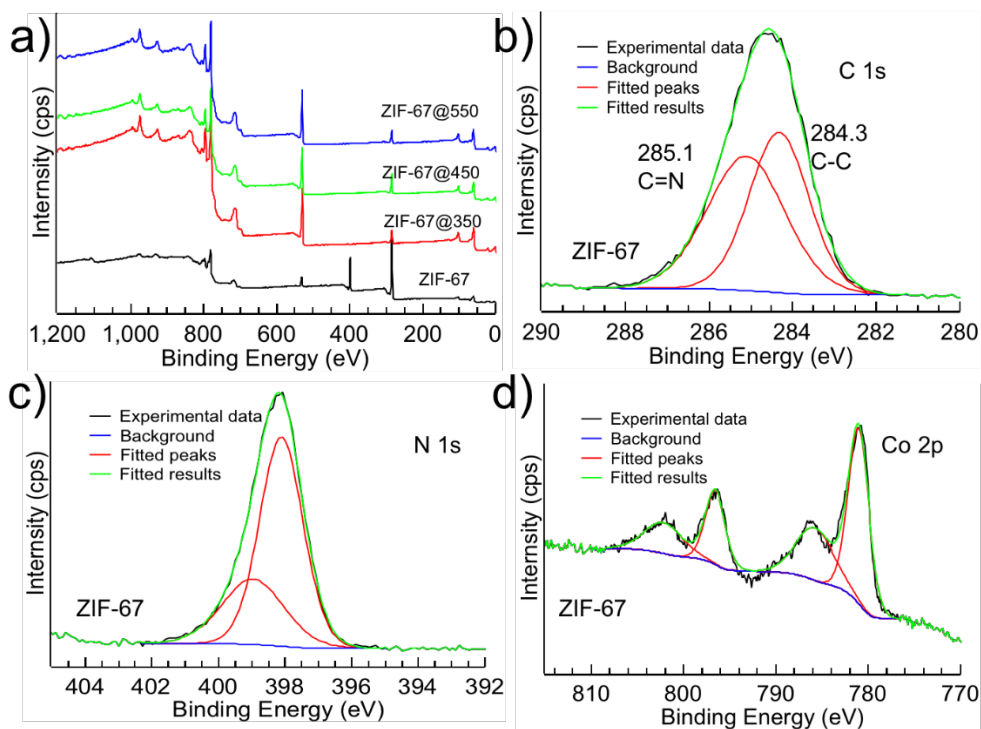 a)
Internsity (cps)
ZIF-67@550
ZIF-67@450
ZIF-67@350
ZIF-67
1,200 1,000 800 600 400 200 0
Binding Energy (eV)
b)
Internsity (cps)
Experimental data
Background
Fitted peaks
Fitted results
C 1s
285.1
C=N
284.3
C-C
ZIF-67
290 288 286 284 282 280
Binding Energy (eV)
c)
Internsity (cps)
Experimental data
Background
Fitted peaks
Fitted results
N 1s
ZIF-67
404 402 400 398 396 394 392
Binding Energy (eV)
d)
Internsity (cps)
Experimental data
Background
Fitted peaks
Fitted results
Co 2p
ZIF-67
810 800 790 780 770
Binding Energy (eV)